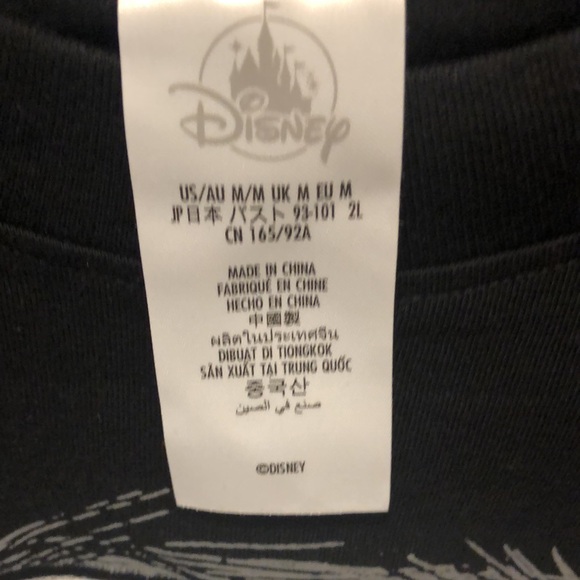 Disney
US/AU M/M UK M EU M
JP日本 バスト 93-101 2L
CN 165/92A
MADE IN CHINA
FABRIQUÉ EN CHINE
HECHO EN CHINA
中國製
ผลิตในประเทศจีน
DIBUAT DI TIONGKOK
SẢN XUẤT TẠI TRUNG QUỐC
중국산
صنع في الصين
©DISNEY